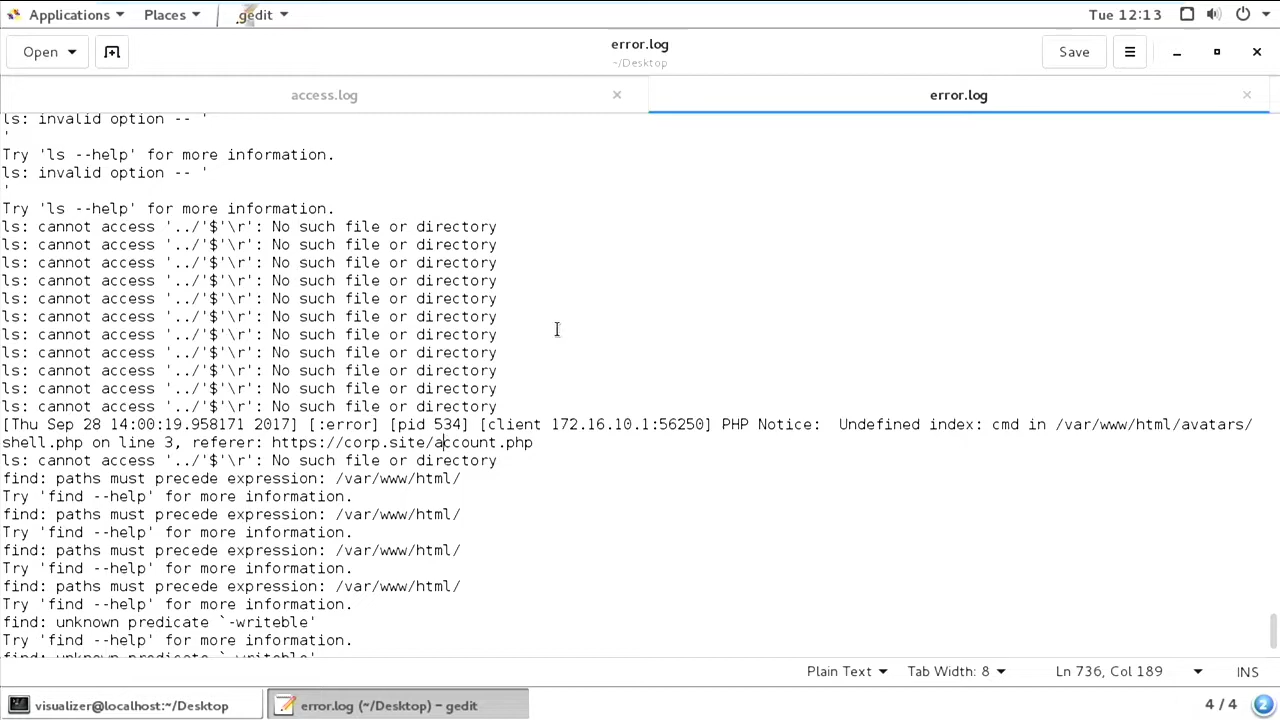 Applications Places gedit Tue 12:13
Open error.log Save
~/Desktop
access.log error.log
ls: invalid option -- '
'
Try 'ls --help' for more information.
ls: invalid option -- '
'
Try 'ls --help' for more information.
ls: cannot access '../'$'\r': No such file or directory
ls: cannot access '../'$'\r': No such file or directory
ls: cannot access '../'$'\r': No such file or directory
ls: cannot access '../'$'\r': No such file or directory
ls: cannot access '../'$'\r': No such file or directory
ls: cannot access '../'$'\r': No such file or directory
ls: cannot access '../'$'\r': No such file or directory
ls: cannot access '../'$'\r': No such file or directory
ls: cannot access '../'$'\r': No such file or directory
ls: cannot access '../'$'\r': No such file or directory
ls: cannot access '../'$'\r': No such file or directory
[Thu Sep 28 14:00:19.958171 2017] [:error] [pid 534] [client 172.16.10.1:56250] PHP Notice:  Undefined index: cmd in /var/www/html/avatars/
shell.php on line 3, referer: https://corp.site/account.php
ls: cannot access '../'$'\r': No such file or directory
find: paths must precede expression: /var/www/html/
Try 'find --help' for more information.
find: paths must precede expression: /var/www/html/
Try 'find --help' for more information.
find: paths must precede expression: /var/www/html/
Try 'find --help' for more information.
find: paths must precede expression: /var/www/html/
Try 'find --help' for more information.
find: unknown predicate `-writeble'
Try 'find --help' for more information.
find: unknown predicate `-writeble'
Plain Text Tab Width: 8 Ln 736, Col 189 INS
visualizer@localhost:~/Desktop error.log (~/Desktop) - gedit 4 / 4 2